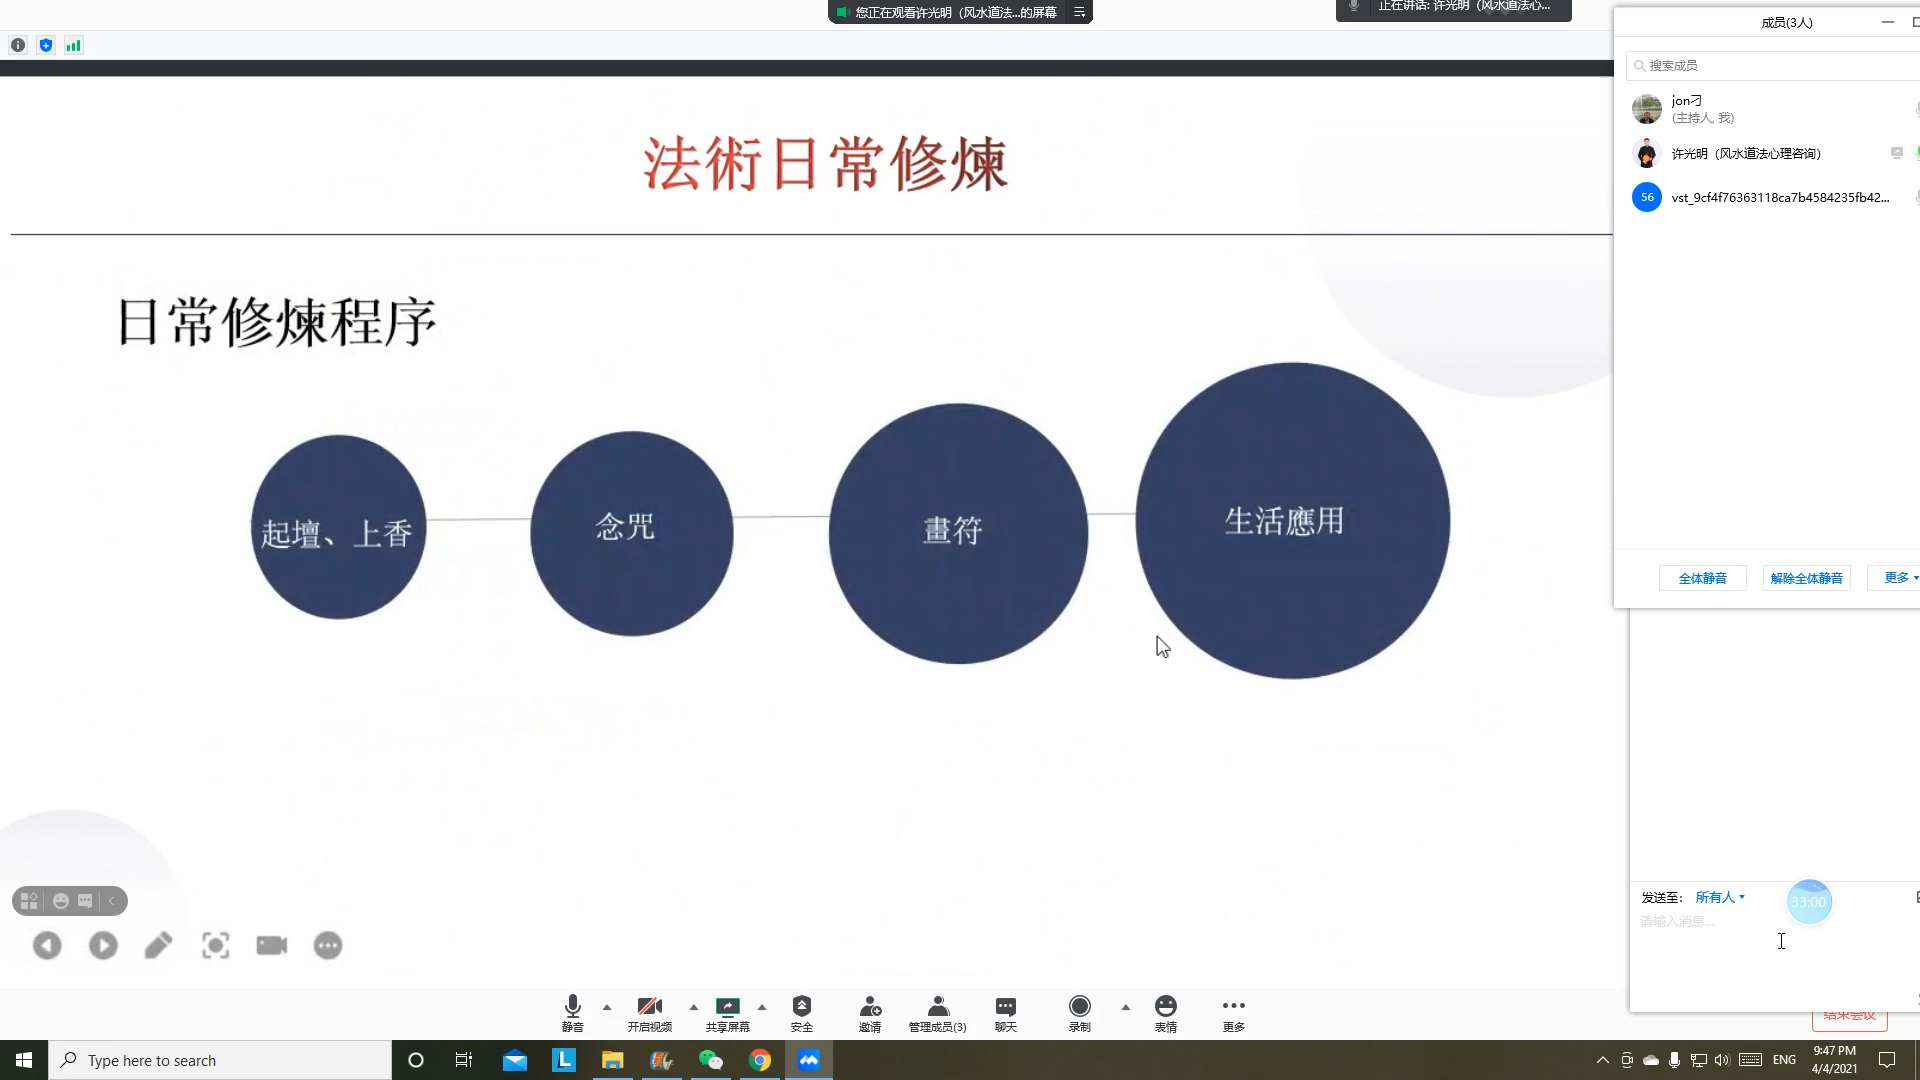 您正在观看许光明（风水道法...的屏幕
正在讲话: 许光明（风水道法心...
成员(3人)
搜索成员
jon刁
(主持人, 我)
许光明（风水道法心理咨询）
56
vst_9cf4f76363118ca7b4584235fb42...
法術日常修煉
日常修煉程序
起壇、上香
念咒
畫符
生活應用
全体静音
解除全体静音
更多
发送至:
所有人
33:00
请输入消息...
静音
开启视频
共享屏幕
安全
邀请
管理成员(3)
聊天
录制
表情
更多
结束会议
Type here to search
L
ENG
9:47 PM
4/4/2021